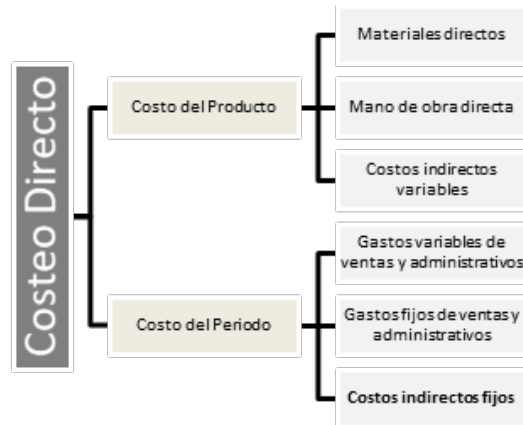 Costeo Directo
Costo del Producto
Materiales directos
Mano de obra directa
Costos indirectos
variables
Costo del Periodo
Gastos variables de
ventas y administrativos
Gastos fijos de ventas y
administrativos
Costos indirectos fijos